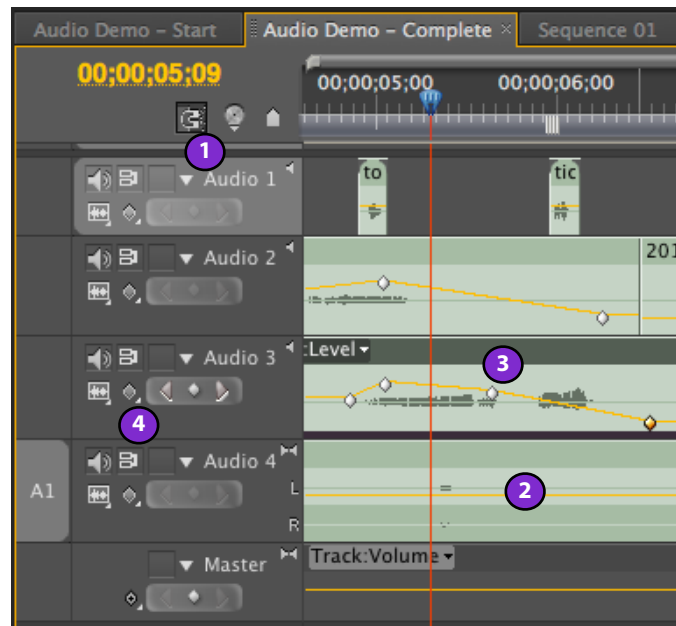 Audio Demo – Start
Audio Demo – Complete ×
Sequence 01
00;00;05;09
00;00;05;00
00;00;06;00
1
Audio 1
to
tic
Audio 2
201
Audio 3
:Level
3
4
A1
Audio 4
L
R
2
Master
Track:Volume